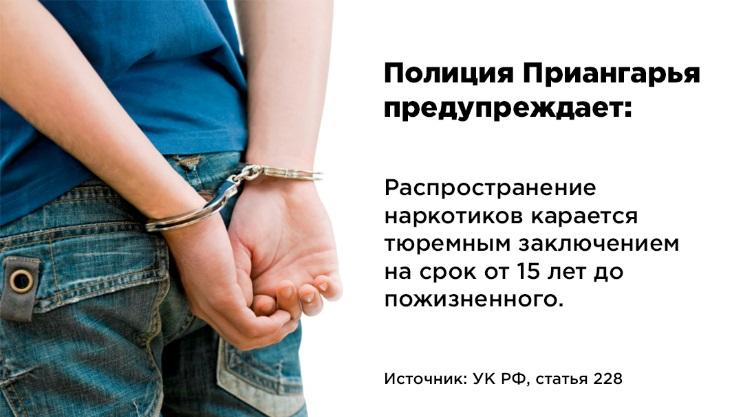 Полиция Приангарья
предупреждает:
Распространение
наркотиков карается
тюремным заключением
на срок от 15 лет до
пожизненного.
Источник: УК РФ, статья 228